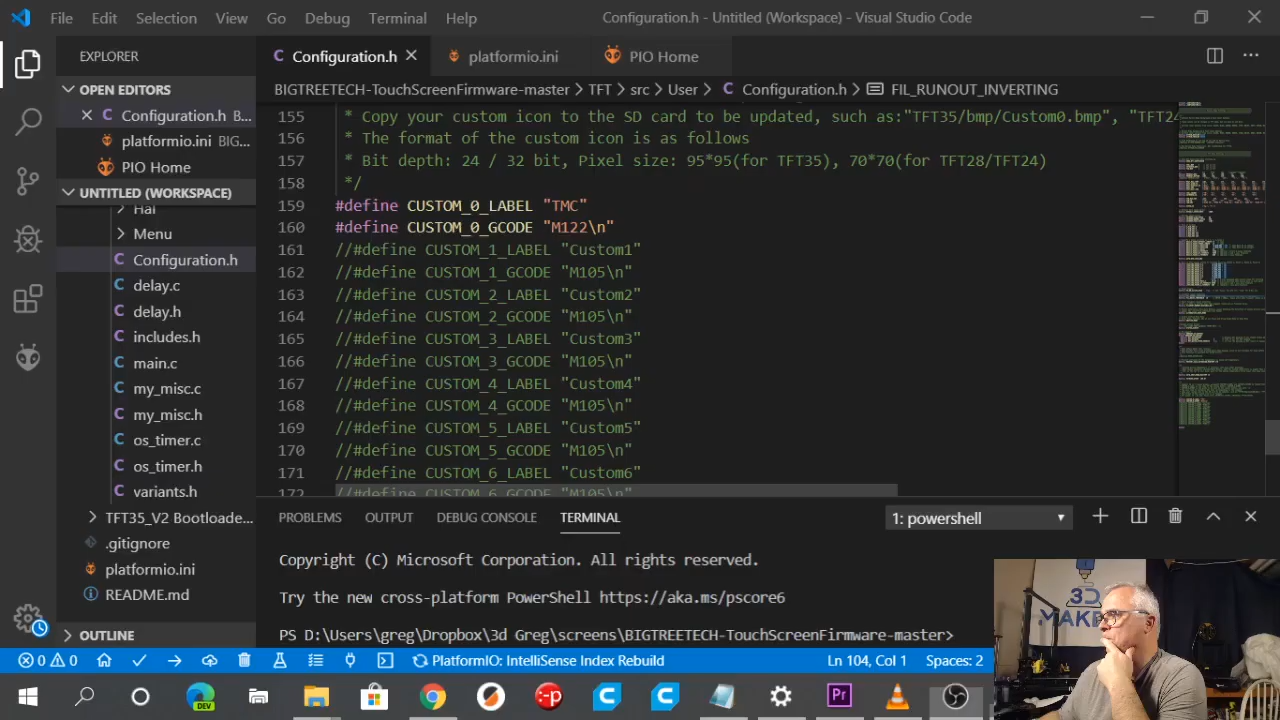 File Edit Selection View Go Debug Terminal Help
Configuration.h - Untitled (Workspace) - Visual Studio Code
EXPLORER
OPEN EDITORS
Configuration.h B...
platformio.ini BIG...
PIO Home
UNTITLED (WORKSPACE)
Hal
Menu
Configuration.h
delay.c
delay.h
includes.h
main.c
my_misc.c
my_misc.h
os_timer.c
os_timer.h
variants.h
TFT35_V2 Bootloade...
.gitignore
platformio.ini
README.md
OUTLINE
Configuration.h platformio.ini PIO Home
BIGTREETECH-TouchScreenFirmware-master > TFT > src > User > Configuration.h > FIL_RUNOUT_INVERTING
155 * Copy your custom icon to the SD card to be updated, such as:"TFT35/bmp/Custom0.bmp", "TFT24
156 * The format of the custom icon is as follows
157 * Bit depth: 24 / 32 bit, Pixel size: 95*95(for TFT35), 70*70(for TFT28/TFT24)
158 */
159 #define CUSTOM_0_LABEL "TMC"
160 #define CUSTOM_0_GCODE "M122\n"
161 //#define CUSTOM_1_LABEL "Custom1"
162 //#define CUSTOM_1_GCODE "M105\n"
163 //#define CUSTOM_2_LABEL "Custom2"
164 //#define CUSTOM_2_GCODE "M105\n"
165 //#define CUSTOM_3_LABEL "Custom3"
166 //#define CUSTOM_3_GCODE "M105\n"
167 //#define CUSTOM_4_LABEL "Custom4"
168 //#define CUSTOM_4_GCODE "M105\n"
169 //#define CUSTOM_5_LABEL "Custom5"
170 //#define CUSTOM_5_GCODE "M105\n"
171 //#define CUSTOM_6_LABEL "Custom6"
172 //#define CUSTOM_6_GCODE "M105\n"
PROBLEMS OUTPUT DEBUG CONSOLE TERMINAL
1: powershell
Copyright (C) Microsoft Corporation. All rights reserved.
Try the new cross-platform PowerShell https://aka.ms/pscore6
PS D:\Users\greg\Dropbox\3d Greg\screens\BIGTREETECH-TouchScreenFirmware-master>
3D
0 0 PlatformIO: IntelliSense Index Rebuild Ln 104, Col 1 Spaces: 2
DEV
Pr